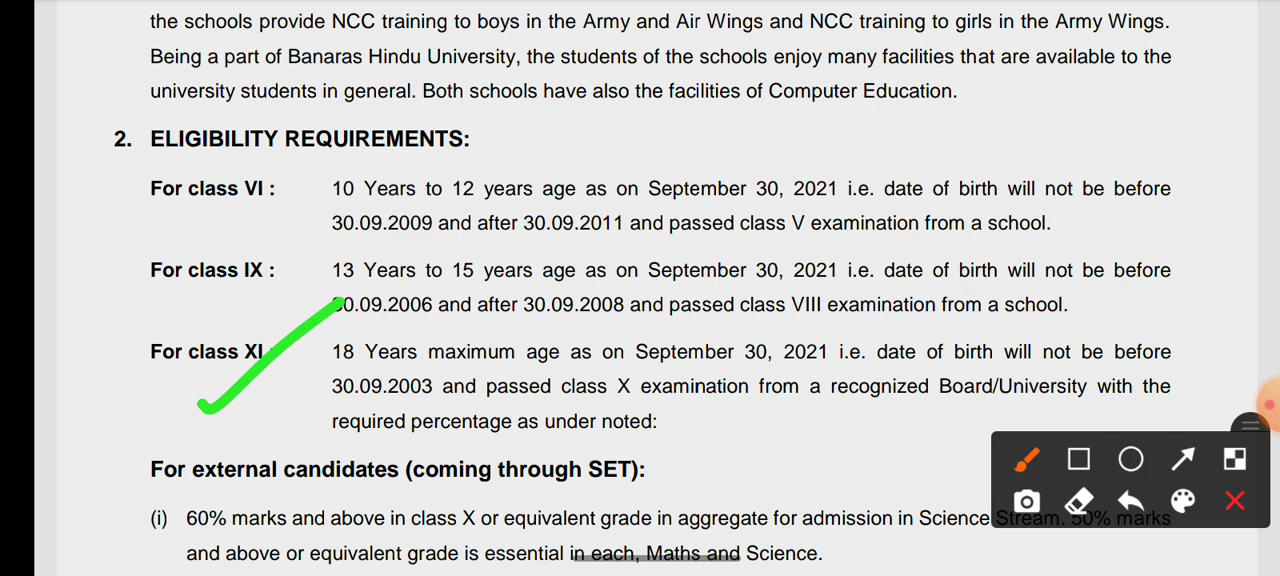 the schools provide NCC training to boys in the Army and Air Wings and NCC training to girls in the Army Wings.
Being a part of Banaras Hindu University, the students of the schools enjoy many facilities that are available to the
university students in general. Both schools have also the facilities of Computer Education.
2. ELIGIBILITY REQUIREMENTS:
For class VI : 10 Years to 12 years age as on September 30, 2021 i.e. date of birth will not be before
30.09.2009 and after 30.09.2011 and passed class V examination from a school.
For class IX : 13 Years to 15 years age as on September 30, 2021 i.e. date of birth will not be before
30.09.2006 and after 30.09.2008 and passed class VIII examination from a school.
For class XI : 18 Years maximum age as on September 30, 2021 i.e. date of birth will not be before
30.09.2003 and passed class X examination from a recognized Board/University with the
required percentage as under noted:
For external candidates (coming through SET):
(i) 60% marks and above in class X or equivalent grade in aggregate for admission in Science Stream. 50% marks
and above or equivalent grade is essential in each, Maths and Science.